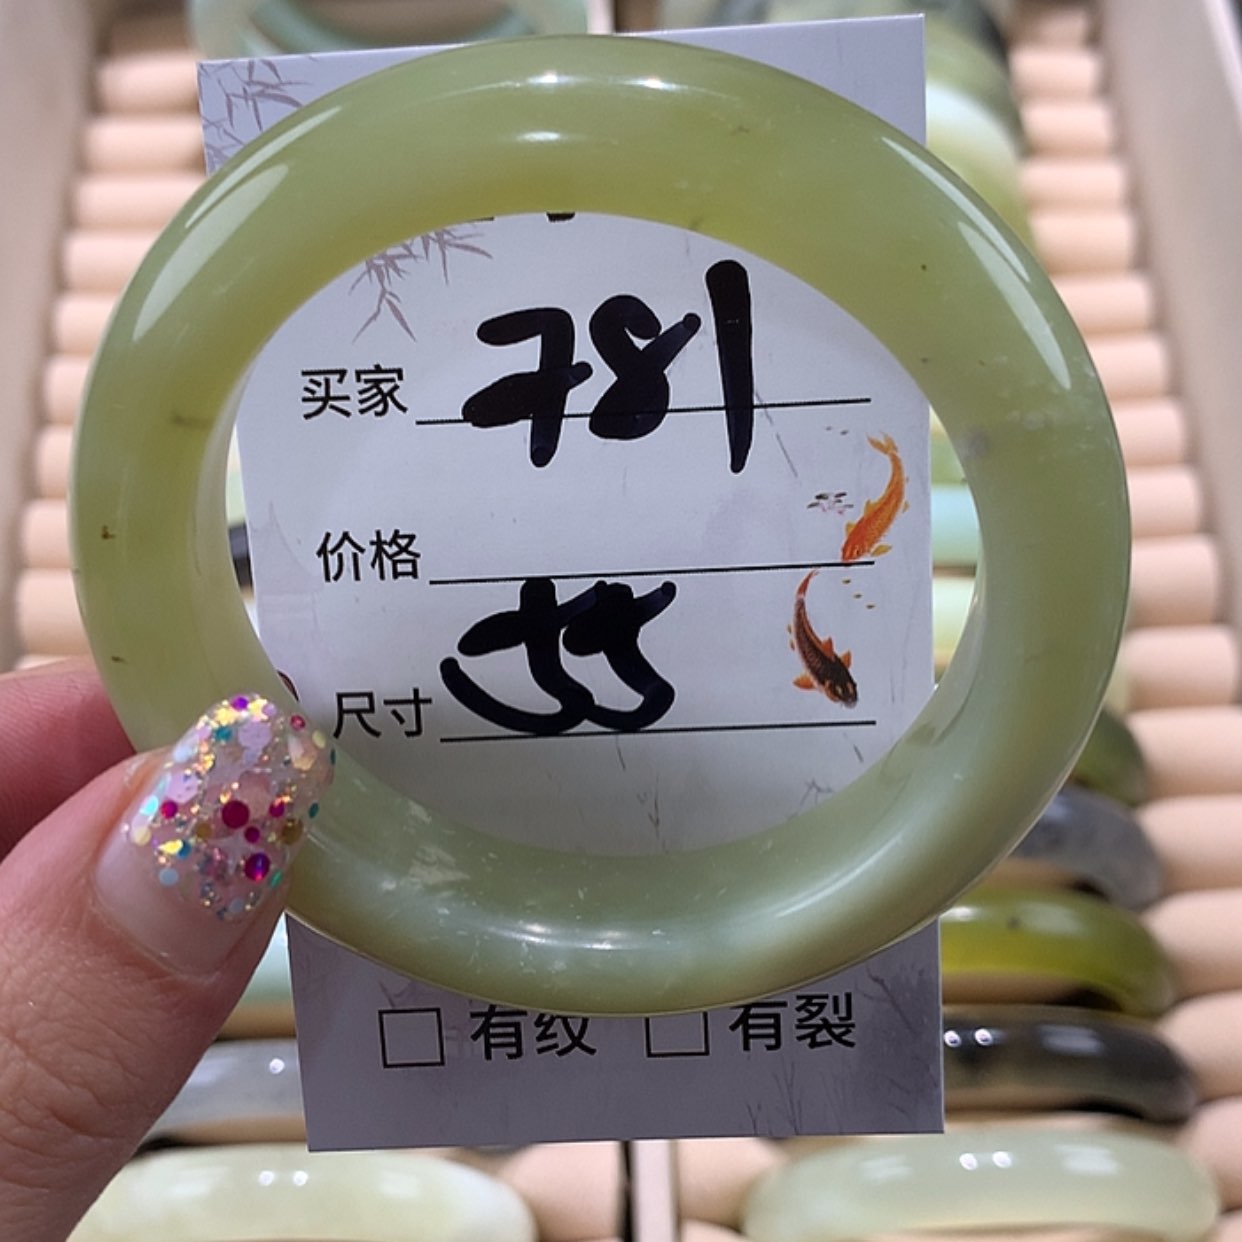 买家 781
价格
尺寸 55
□ 有纹 □ 有裂